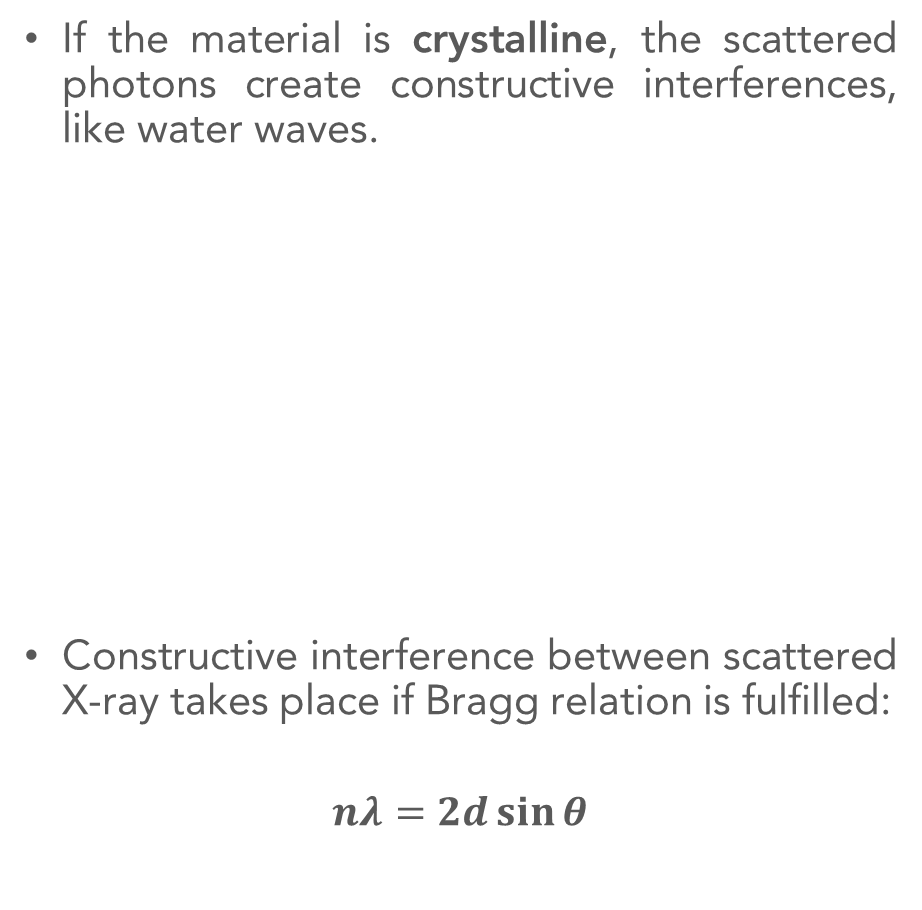 • If the material is crystalline, the scattered
photons create constructive interferences,
like water waves.
• Constructive interference between scattered
X-ray takes place if Bragg relation is fulfilled:
nλ = 2d sin θ